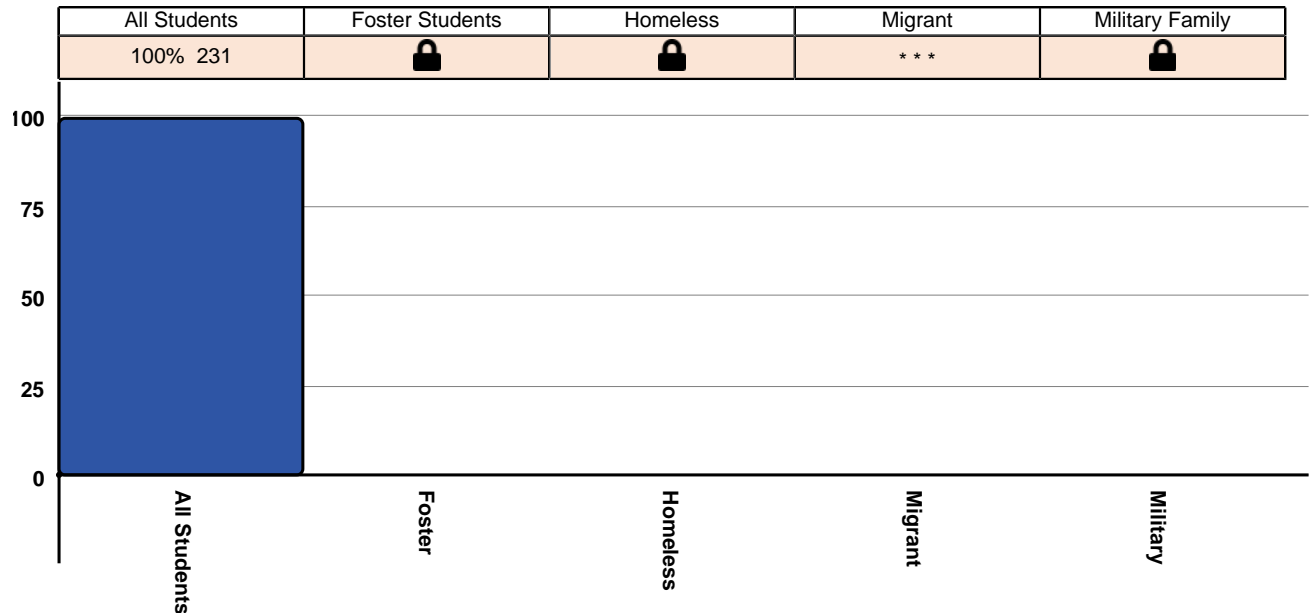 All Students Foster Students Homeless Migrant Military Family
100% 231 * * *
100
75
50
25
0
All Students
Foster
Homeless
Migrant
Military